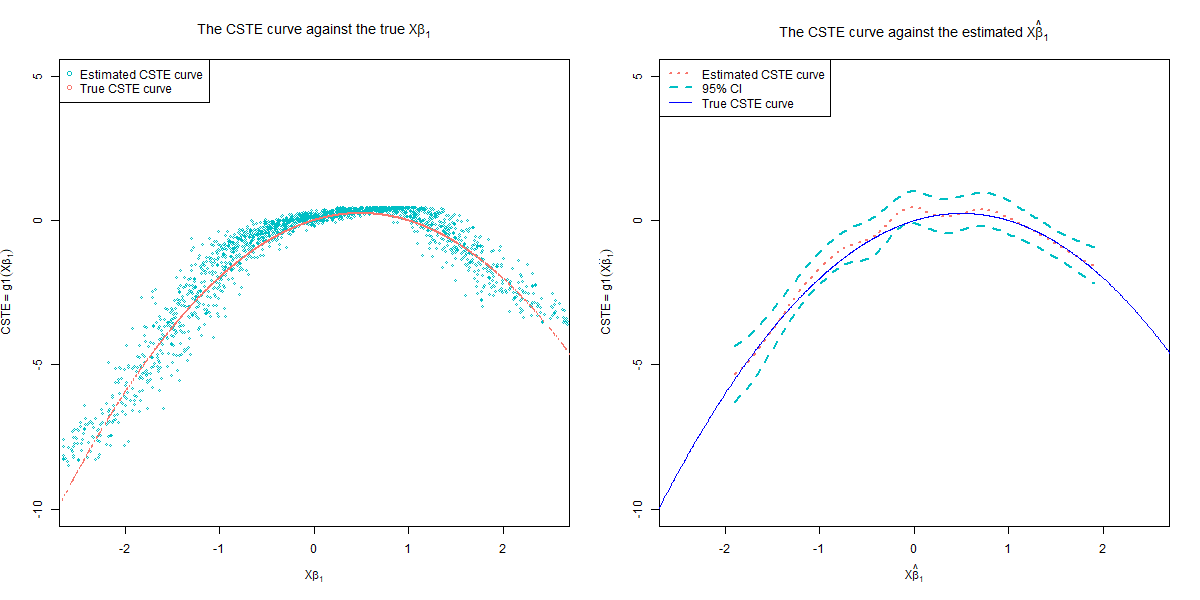 The CSTE curve against the true Xβ₁
Estimated CSTE curve
True CSTE curve
5
0
-5
-10
CSTE = g1(Xβ₁)
-2
-1
0
1
2
Xβ₁
The CSTE curve against the estimated Xβ̂₁
Estimated CSTE curve
95% CI
True CSTE curve
5
0
-5
-10
CSTE = g1(Xβ̂₁)
-2
-1
0
1
2
Xβ̂₁